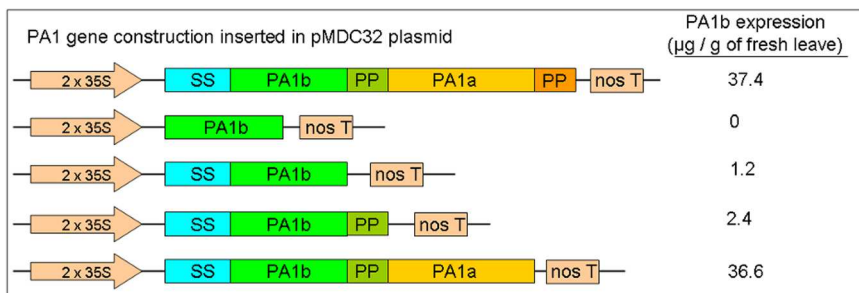 PA1 gene construction inserted in pMDC32 plasmid
PA1b expression
(µg / g of fresh leave)
2 x 35S SS PA1b PP PA1a PP nos T 37.4
2 x 35S PA1b nos T 0
2 x 35S SS PA1b nos T 1.2
2 x 35S SS PA1b PP nos T 2.4
2 x 35S SS PA1b PP PA1a nos T 36.6